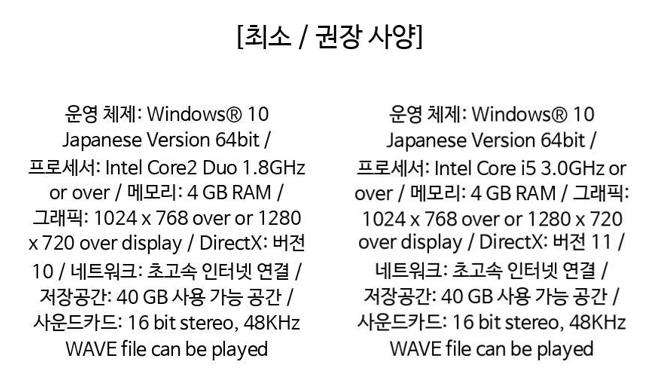 [최소 / 권장 사양]
운영 체제: Windows® 10
Japanese Version 64bit /
프로세서: Intel Core2 Duo 1.8GHz
or over / 메모리: 4 GB RAM /
그래픽: 1024 x 768 over or 1280
x 720 over display / DirectX: 버전
10 / 네트워크: 초고속 인터넷 연결 /
저장공간: 40 GB 사용 가능 공간 /
사운드카드: 16 bit stereo, 48KHz
WAVE file can be played
운영 체제: Windows® 10
Japanese Version 64bit /
프로세서: Intel Core i5 3.0GHz or
over / 메모리: 4 GB RAM / 그래픽:
1024 x 768 over or 1280 x 720
over display / DirectX: 버전 11 /
네트워크: 초고속 인터넷 연결 /
저장공간: 40 GB 사용 가능 공간 /
사운드카드: 16 bit stereo, 48KHz
WAVE file can be played